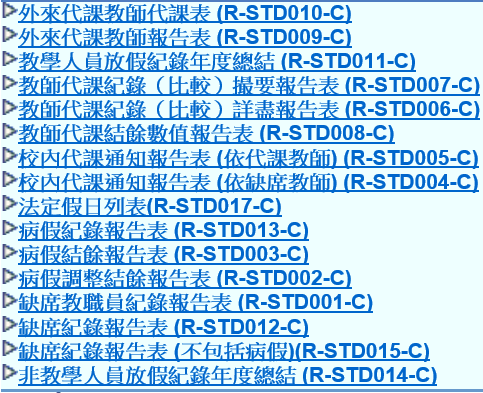 外來代課教師代課表 (R-STD010-C)
外來代課教師報告表 (R-STD009-C)
教學人員放假紀錄年度總結 (R-STD011-C)
教師代課紀錄（比較）撮要報告表 (R-STD007-C)
教師代課紀錄（比較）詳盡報告表 (R-STD006-C)
教師代課結餘數值報告表 (R-STD008-C)
校內代課通知報告表 (依代課教師) (R-STD005-C)
校內代課通知報告表 (依缺席教師) (R-STD004-C)
法定假日列表(R-STD017-C)
病假紀錄報告表 (R-STD013-C)
病假結餘報告表 (R-STD003-C)
病假調整結餘報告表 (R-STD002-C)
缺席教職員紀錄報告表 (R-STD001-C)
缺席紀錄報告表 (R-STD012-C)
缺席紀錄報告表 (不包括病假)(R-STD015-C)
非教學人員放假紀錄年度總結 (R-STD014-C)